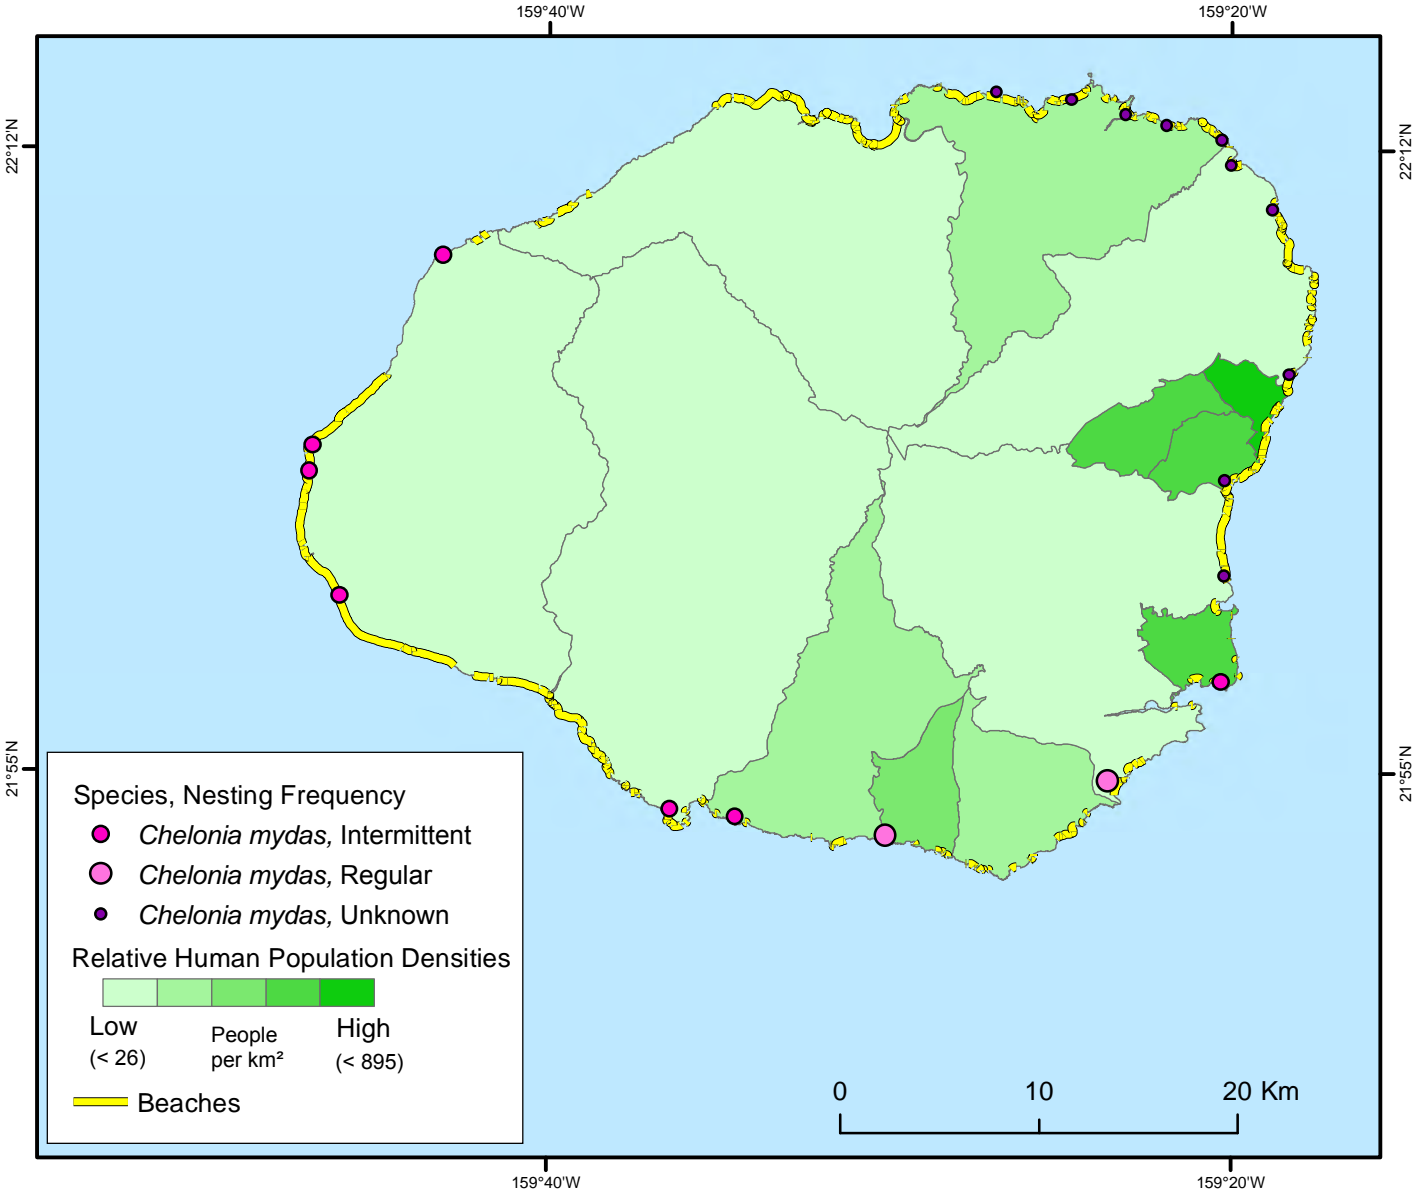 159°40'W
159°20'W
22°12'N
22°12'N
21°55'N
21°55'N
Species, Nesting Frequency
Chelonia mydas, Intermittent
Chelonia mydas, Regular
Chelonia mydas, Unknown
Relative Human Population Densities
Low
People
High
(< 26)
per km²
(< 895)
Beaches
0
10
20 Km
159°40'W
159°20'W